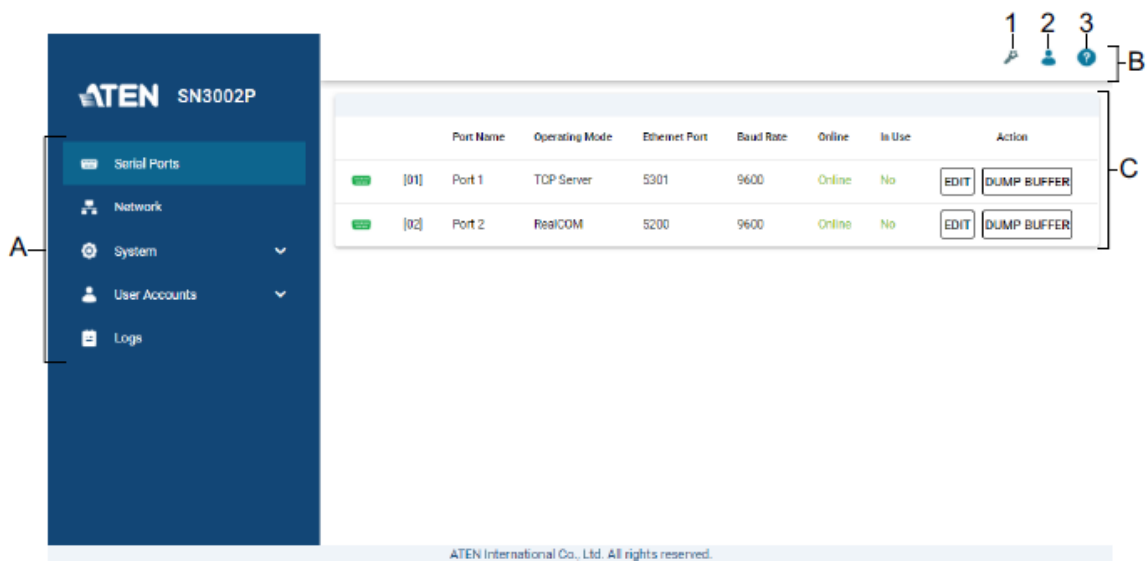 1 2 3
B
ATEN SN3002P
A
Serial Ports
Network
System
User Accounts
Logs
C
Port Name Operating Mode Ethernet Port Baud Rate Online In Use Action
[01] Port 1 TCP Server 5301 9600 Online No EDIT DUMP BUFFER
[02] Port 2 RealCOM 5200 9600 Online No EDIT DUMP BUFFER
ATEN International Co., Ltd. All rights reserved.